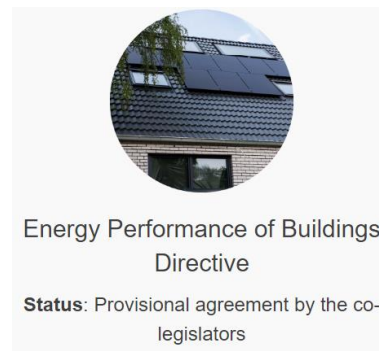 Energy Performance of Buildings
Directive
Status: Provisional agreement by the co-
legislators